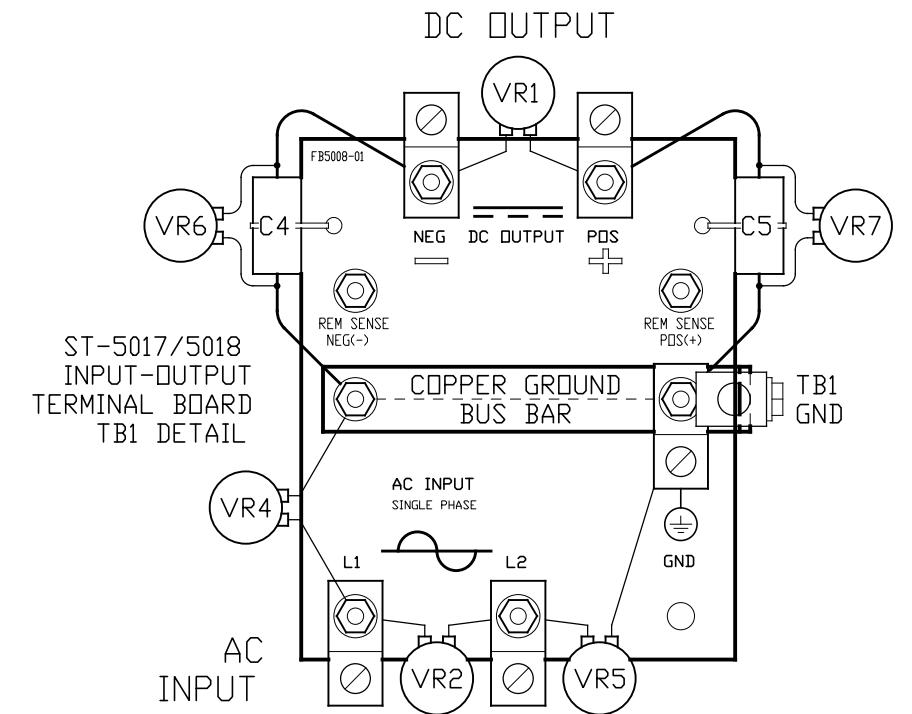 DC OUTPUT
VR1
FB5008-01
VR6
C4
C5
VR7
NEG
DC OUTPUT
POS
REM SENSE
NEG(-)
REM SENSE
POS(+)
ST-5017/5018
INPUT-OUTPUT
TERMINAL BOARD
TB1 DETAIL
COPPER GROUND
BUS BAR
TB1
GND
AC INPUT
SINGLE PHASE
VR4
L1
L2
GND
AC
INPUT
VR2
VR5